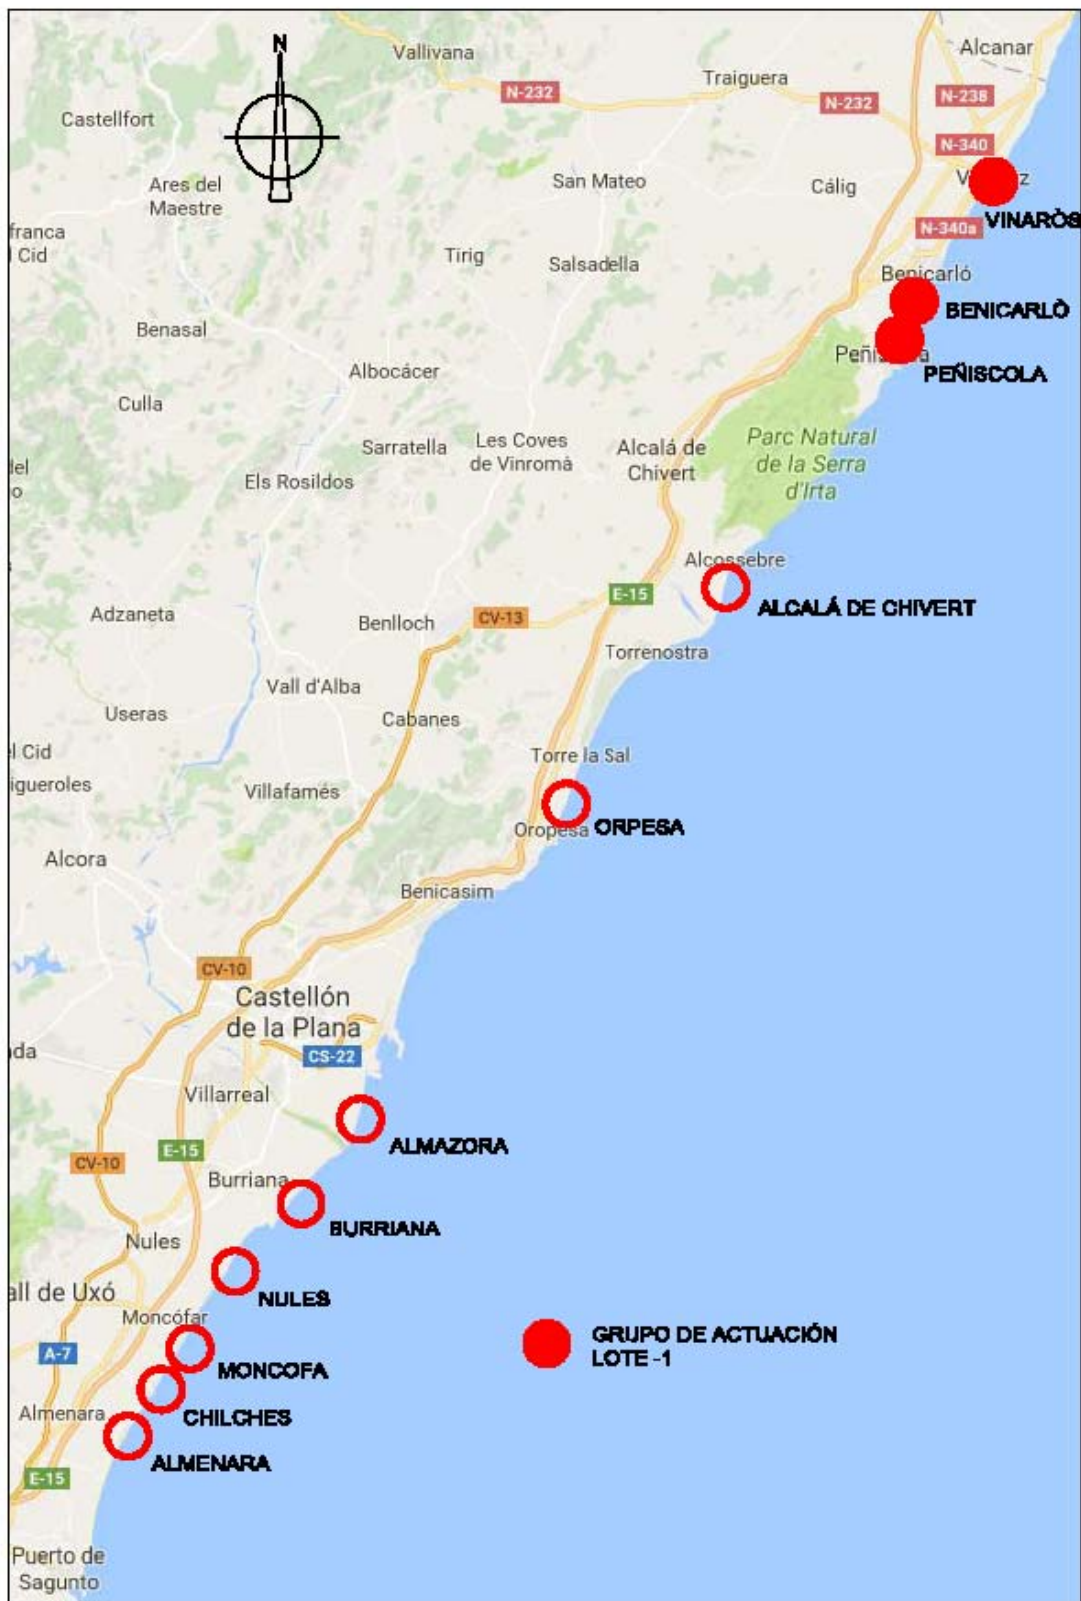 N
Vallivana
Alcanar
Traiguera
N-232
N-232
N-238
Castellfort
N-340
Ares del
Maestre
San Mateo
Cálig
VINARÒS
N-340a
franca
l Cid
Tirig
Salsadella
Benicarló
BENICARLÒ
Benasal
Albocácer
PEÑISCOLA
Culla
Sarratella
Les Coves
de Vinromà
Alcalá de
Chivert
Parc Natural
de la Serra
d'Irta
del
o
Els Rosildos
Alcossebre
E-15
ALCALÁ DE CHIVERT
Adzaneta
Benlloch
CV-13
Torrenostra
Vall d'Alba
Useras
Cabanes
el Cid
igueroles
Torre la Sal
Villafamés
ORPESA
Oropesa
Alcora
Benicasim
CV-10
Castellón
de la Plana
CS-22
da
Villarreal
ALMAZORA
E-15
CV-10
Burriana
BURRIANA
Nules
NULES
all de Uxó
Moncófar
GRUPO DE ACTUACIÓN
LOTE -1
A-7
MONCOFA
CHILCHES
Almenara
ALMENARA
E-15
Puerto de
Sagunto